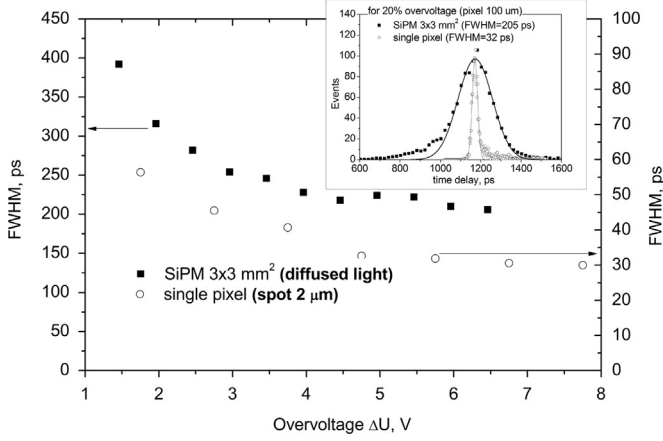 for 20% overvoltage (pixel 100 um)
SiPM 3x3 mm² (FWHM=205 ps)
single pixel (FWHM=32 ps)
Events
140
120
100
80
60
40
20
0
600 800 1000 1200 1400 1600
time delay, ps
FWHM, ps
450
400
350
300
250
200
150
100
50
0
SiPM 3x3 mm² (diffused light)
single pixel (spot 2 μm)
1 2 3 4 5 6 7 8
Overvoltage ΔU, V
100
90
80
70
60
50
40
30
20
10
0
FWHM, ps